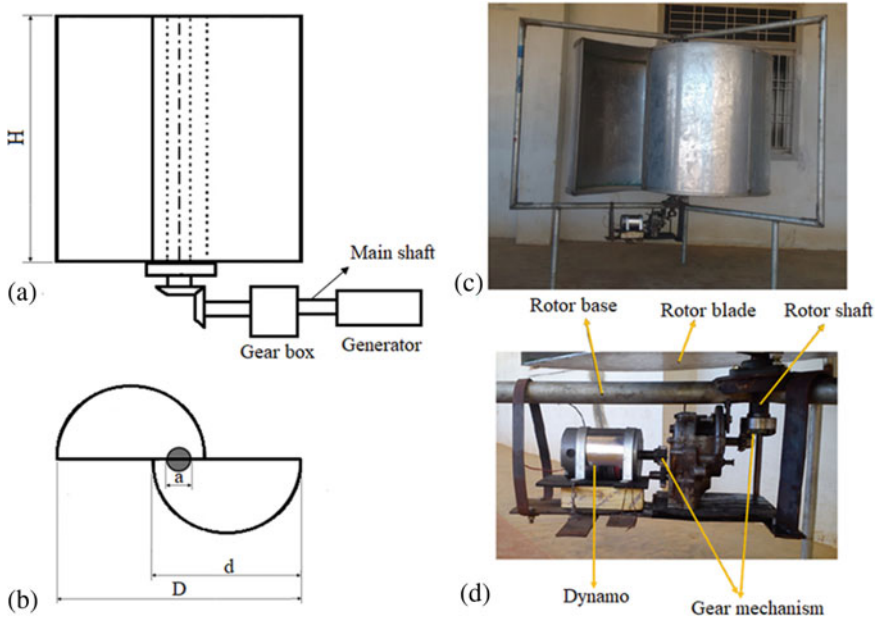 (a)
H
Main shaft
Gear box
Generator
(b)
a
d
D
(c)
Rotor base
Rotor blade
Rotor shaft
(d)
Dynamo
Gear mechanism